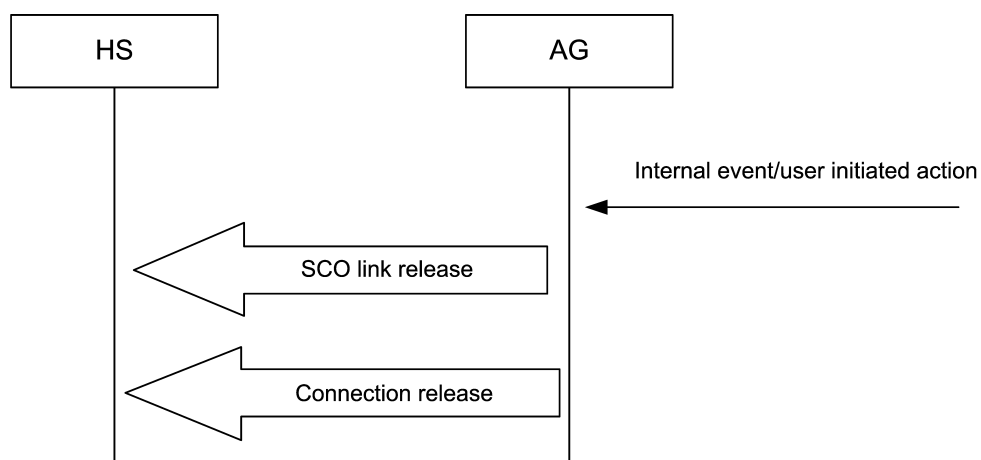 HS
AG
Internal event/user initiated action
SCO link release
Connection release